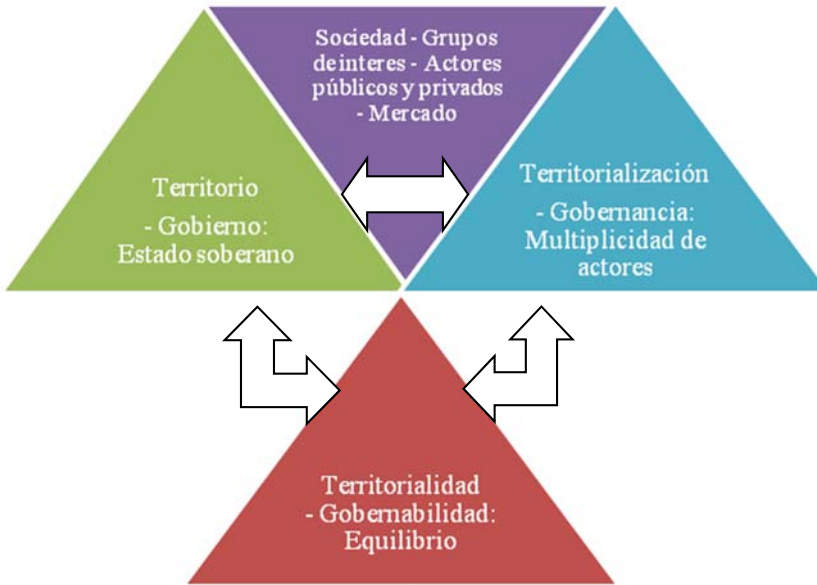 Sociedad - Grupos
de interes - Actores
públicos y privados
- Mercado
Territorio
- Gobierno:
Estado soberano
Territorialización
- Gobernancia:
Multiplicidad de
actores
Territorialidad
- Gobernabilidad:
Equilibrio